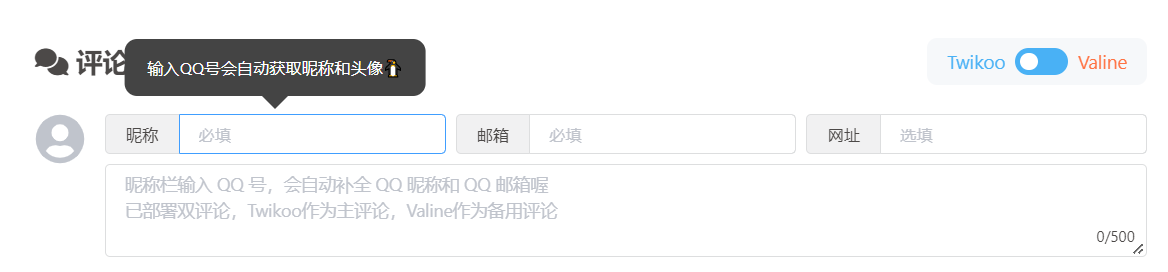 评论
输入QQ号会自动获取昵称和头像
Twikoo
Valine
昵称 必填
邮箱 必填
网址 选填
昵称栏输入 QQ 号，会自动补全 QQ 昵称和 QQ 邮箱喔
已部署双评论，Twikoo作为主评论，Valine作为备用评论
0/500